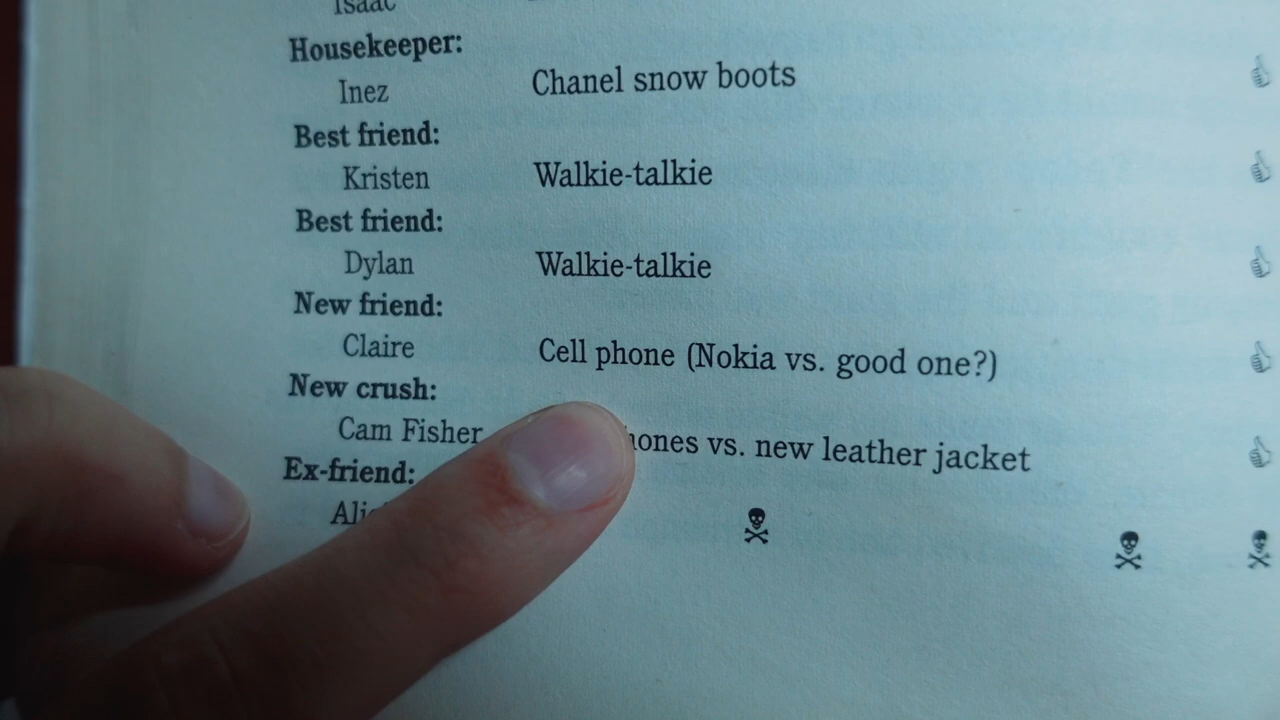 Isaac
Housekeeper:
Inez Chanel snow boots
Best friend:
Kristen Walkie-talkie
Best friend:
Dylan Walkie-talkie
New friend:
Claire Cell phone (Nokia vs. good one?)
New crush:
Cam Fisher vs. new leather jacket
Ex-friend: